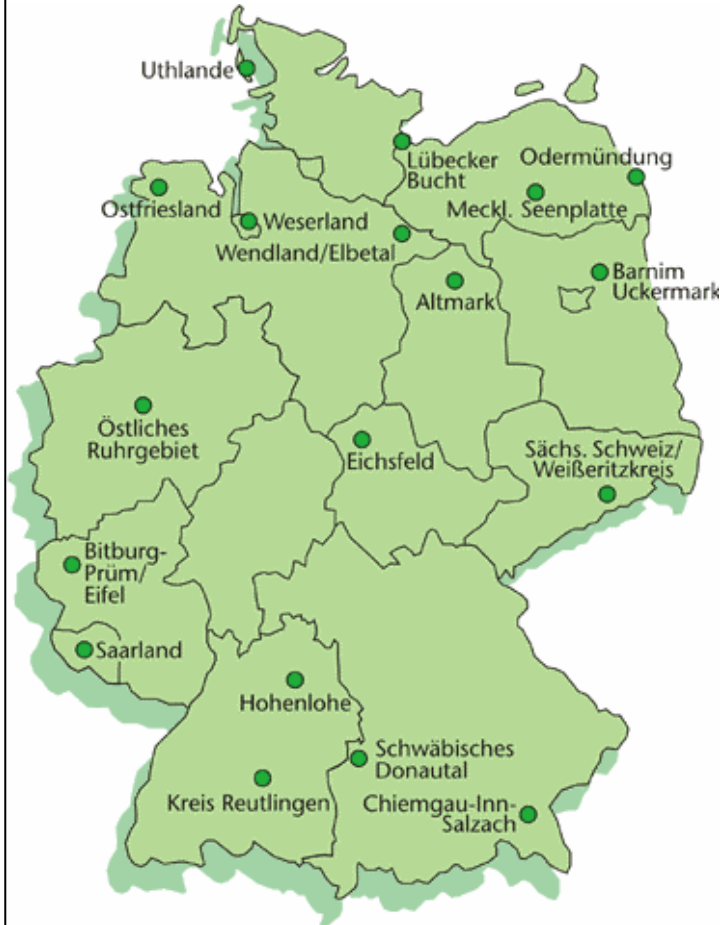 Uthlande
Lübecker
Bucht
Odermündung
Ostfriesland
Meckl. Seenplatte
Weserland
Wendland/Elbetal
Barnim
Uckermark
Altmark
Östliches
Ruhrgebiet
Eichsfeld
Sächs. Schweiz/
Weißeritzkreis
Bitburg-
Prüm/
Eifel
Saarland
Hohenlohe
Schwäbisches
Donautal
Kreis Reutlingen
Chiemgau-Inn-
Salzach